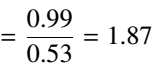 = 0.99/0.53 = 1.87